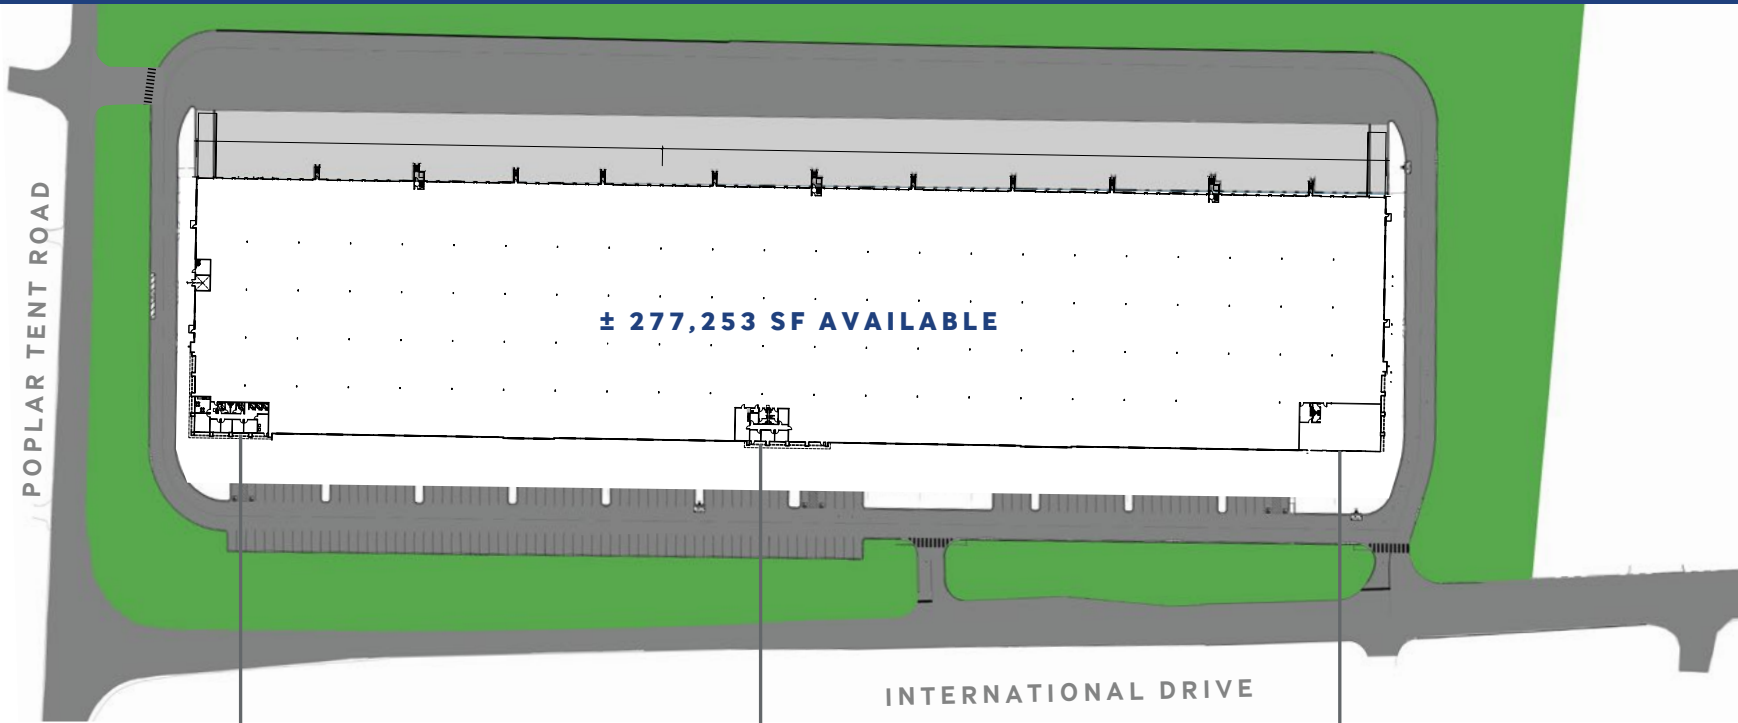 POPLAR TENT ROAD
± 277,253 SF AVAILABLE
INTERNATIONAL DRIVE